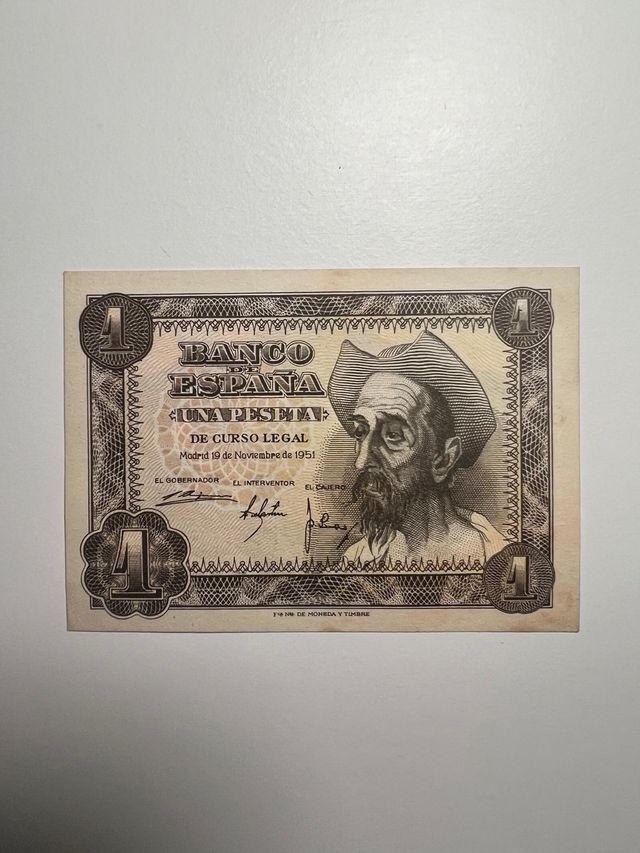 1
1
BANCO
DE
ESPAÑA
UNA PESETA
DE CURSO LEGAL
Madrid 19 de Noviembre de 1951
EL GOBERNADOR EL INTERVENTOR EL CAJERO
1
1
DE MONEDA Y TIMBRE